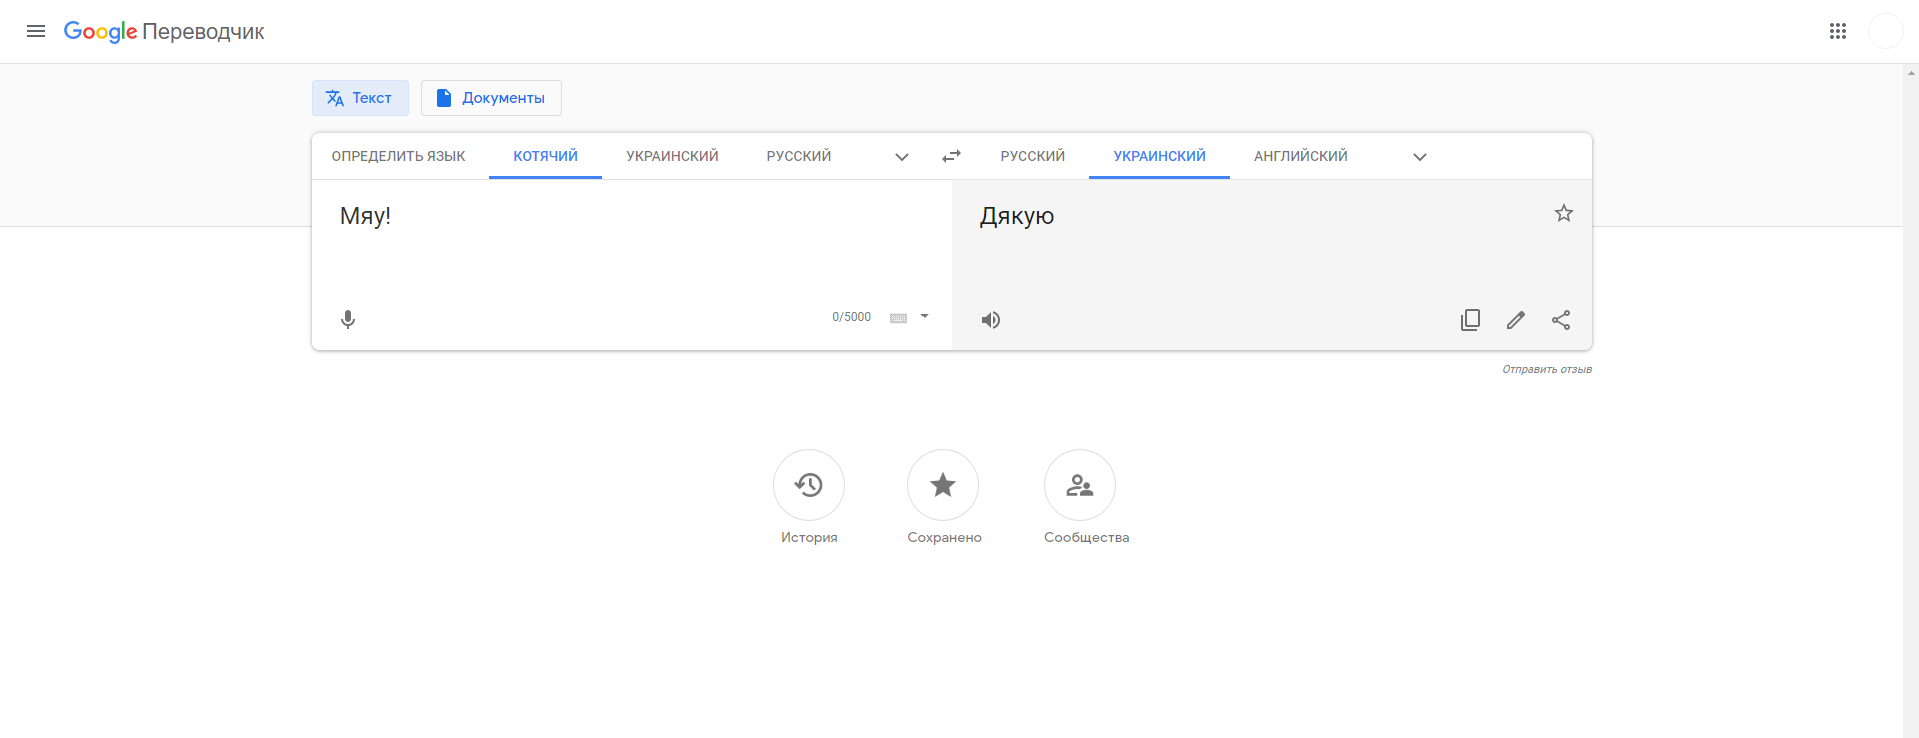 Google Переводчик
Текст
Документы
ОПРЕДЕЛИТЬ ЯЗЫК КОТЯЧИЙ УКРАИНСКИЙ РУССКИЙ
РУССКИЙ УКРАИНСКИЙ АНГЛИЙСКИЙ
Мяу!
Дякую
0/5000
Отправить отзыв
История
Сохранено
Сообщества